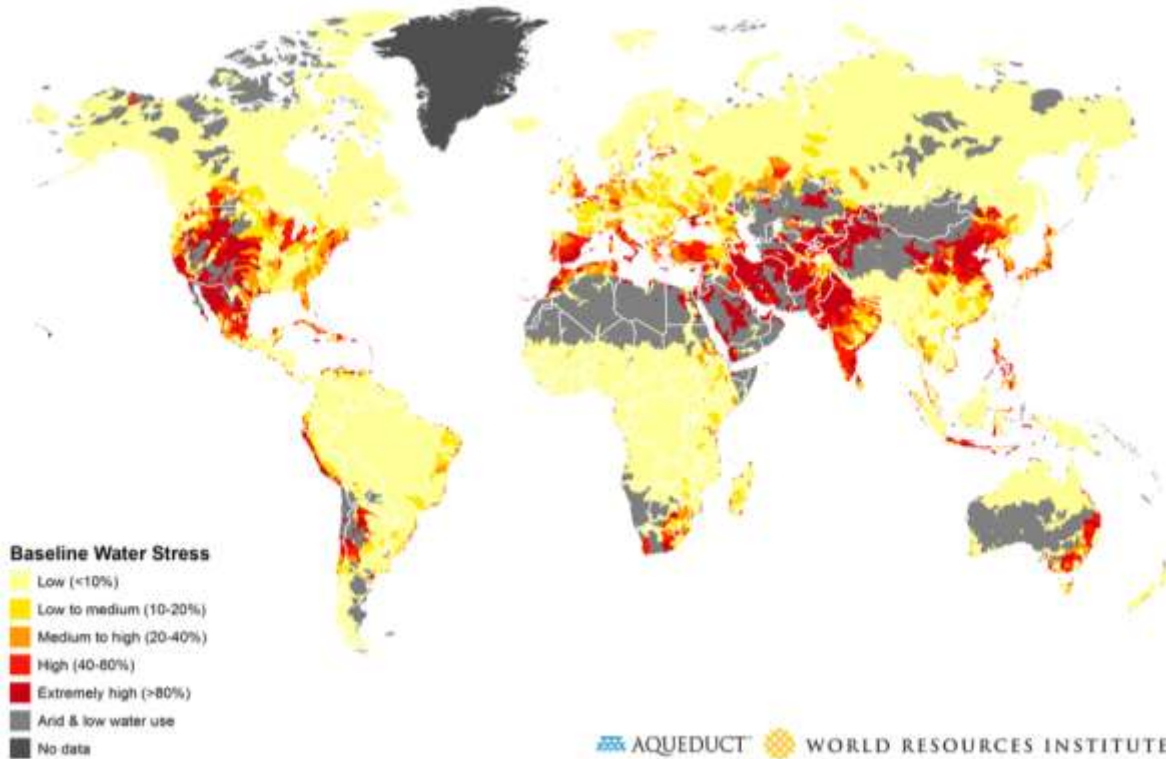 Baseline Water Stress
Low (<10%)
Low to medium (10-20%)
Medium to high (20-40%)
High (40-80%)
Extremely high (>80%)
Arid & low water use
No data
AQUEDUCT WORLD RESOURCES INSTITUTE